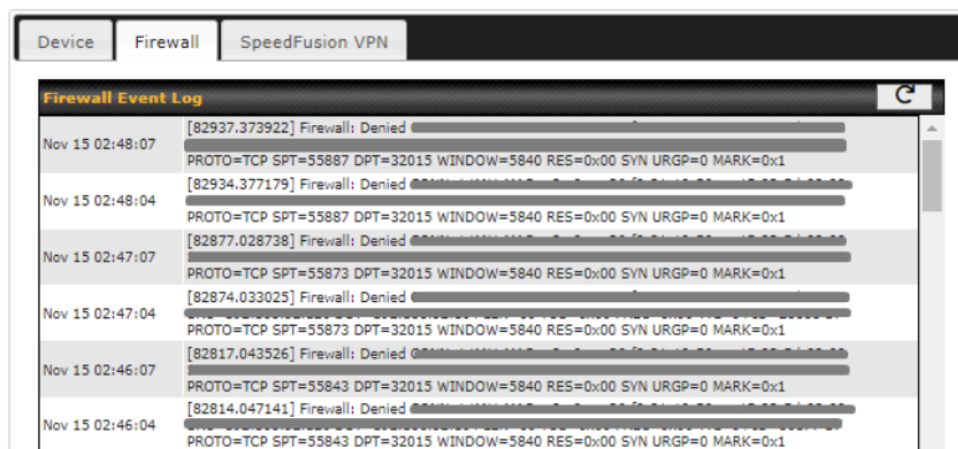 Device Firewall SpeedFusion VPN
Firewall Event Log
[82937.373922] Firewall: Denied
Nov 15 02:48:07
PROTO=TCP SPT=55887 DPT=32015 WINDOW=5840 RES=0x00 SYN URGP=0 MARK=0x1
[82934.377179] Firewall: Denied
Nov 15 02:48:04
PROTO=TCP SPT=55887 DPT=32015 WINDOW=5840 RES=0x00 SYN URGP=0 MARK=0x1
[82877.028738] Firewall: Denied
Nov 15 02:47:07
PROTO=TCP SPT=55873 DPT=32015 WINDOW=5840 RES=0x00 SYN URGP=0 MARK=0x1
[82874.033025] Firewall: Denied
Nov 15 02:47:04
PROTO=TCP SPT=55873 DPT=32015 WINDOW=5840 RES=0x00 SYN URGP=0 MARK=0x1
[82817.043526] Firewall: Denied
Nov 15 02:46:07
PROTO=TCP SPT=55843 DPT=32015 WINDOW=5840 RES=0x00 SYN URGP=0 MARK=0x1
[82814.047141] Firewall: Denied
Nov 15 02:46:04
PROTO=TCP SPT=55843 DPT=32015 WINDOW=5840 RES=0x00 SYN URGP=0 MARK=0x1